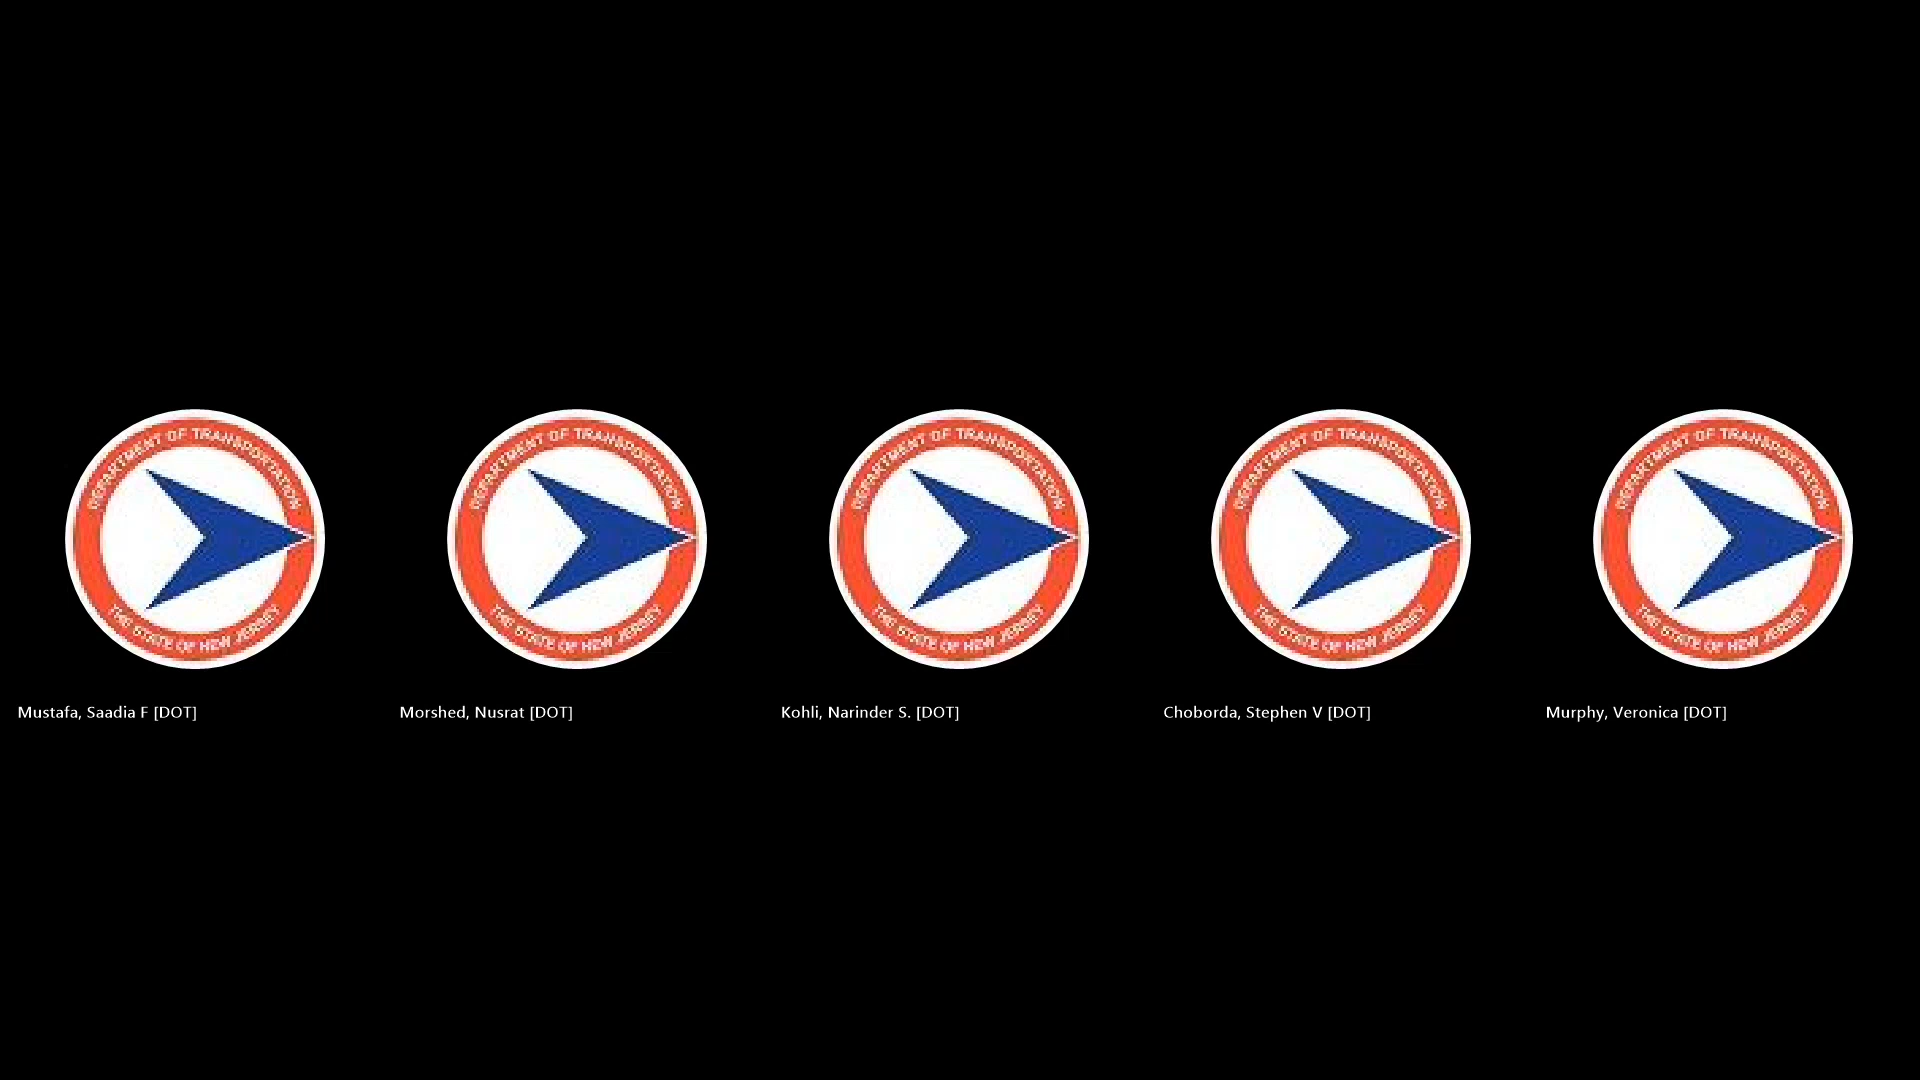 DEPARTMENT OF TRANSPORTATION
THE STATE OF NEW JERSEY
DEPARTMENT OF TRANSPORTATION
THE STATE OF NEW JERSEY
DEPARTMENT OF TRANSPORTATION
THE STATE OF NEW JERSEY
DEPARTMENT OF TRANSPORTATION
THE STATE OF NEW JERSEY
DEPARTMENT OF TRANSPORTATION
THE STATE OF NEW JERSEY
Mustafa, Saadia F [DOT]
Morshed, Nusrat [DOT]
Kohli, Narinder S. [DOT]
Choborda, Stephen V [DOT]
Murphy, Veronica [DOT]